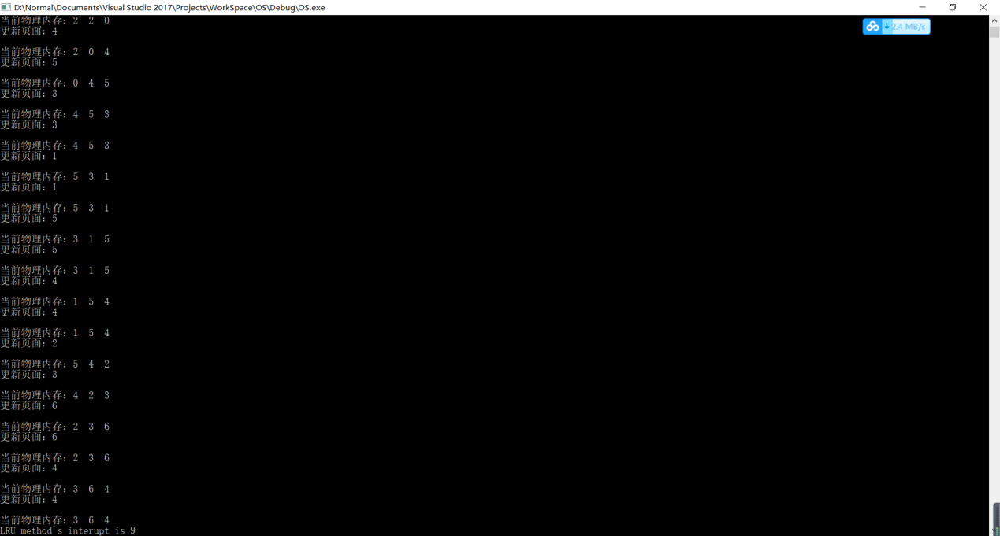 D:\Normal\Documents\Visual Studio 2017\Projects\WorkSpace\OS\Debug\OS.exe
2.4 MB/s
当前物理内存: 2 2 0
更新页面: 4
当前物理内存: 2 0 4
更新页面: 5
当前物理内存: 0 4 5
更新页面: 3
当前物理内存: 4 5 3
更新页面: 3
当前物理内存: 4 5 3
更新页面: 1
当前物理内存: 5 3 1
更新页面: 1
当前物理内存: 5 3 1
更新页面: 5
当前物理内存: 3 1 5
更新页面: 5
当前物理内存: 3 1 5
更新页面: 4
当前物理内存: 1 5 4
更新页面: 4
当前物理内存: 1 5 4
更新页面: 2
当前物理内存: 5 4 2
更新页面: 3
当前物理内存: 4 2 3
更新页面: 6
当前物理内存: 2 3 6
更新页面: 6
当前物理内存: 2 3 6
更新页面: 4
当前物理内存: 3 6 4
更新页面: 4
当前物理内存: 3 6 4
LRU method`s interupt is 9